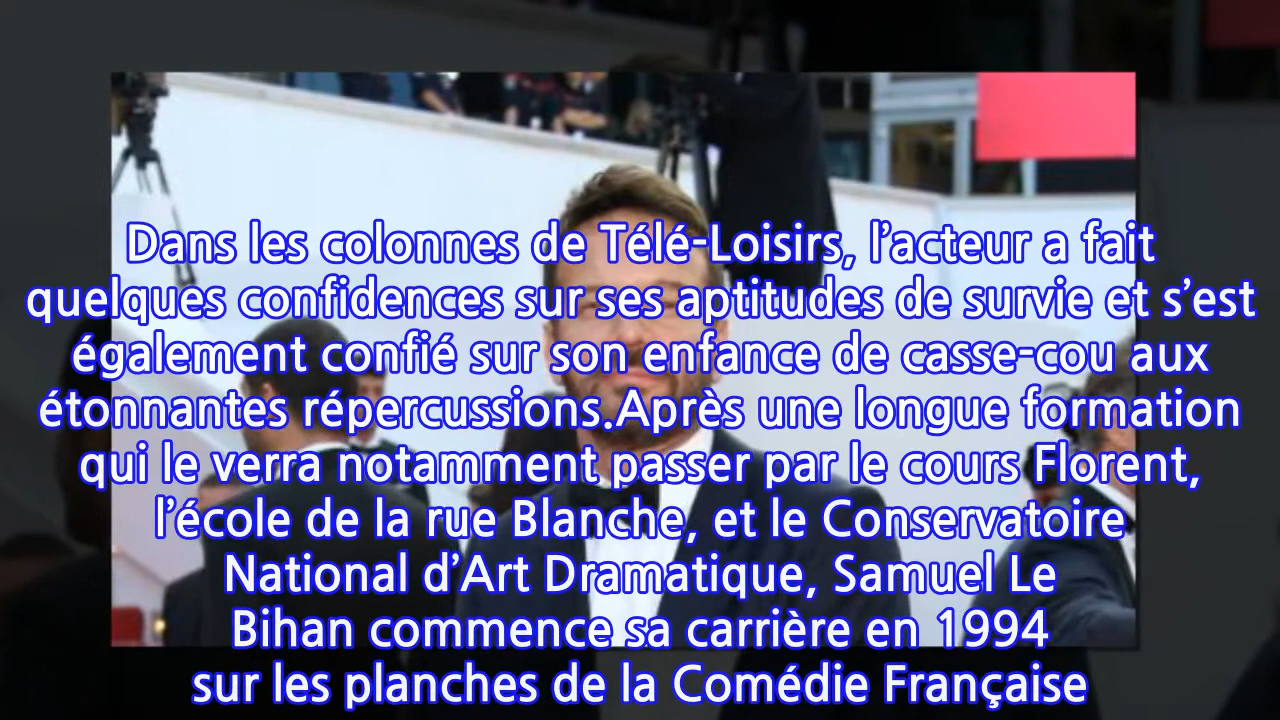 Dans les colonnes de Télé-Loisirs, l’acteur a fait
quelques confidences sur ses aptitudes de survie et s’est
également confié sur son enfance de casse-cou aux
étonnantes répercussions.Après une longue formation
qui le verra notamment passer par le cours Florent,
l’école de la rue Blanche, et le Conservatoire
National d’Art Dramatique, Samuel Le
Bihan commence sa carrière en 1994
sur les planches de la Comédie Française